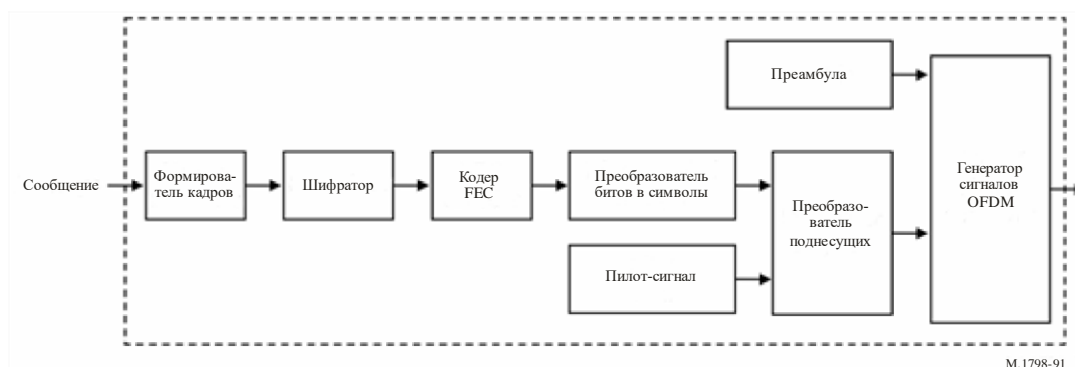 Преамбула
Сообщение
Формирова-
тель кадров
Шифратор
Кодер
FEC
Преобразователь
битов в символы
Пилот-сигнал
Преобразо-
ватель
поднесущих
Генератор
сигналов
OFDM
M.1798-91